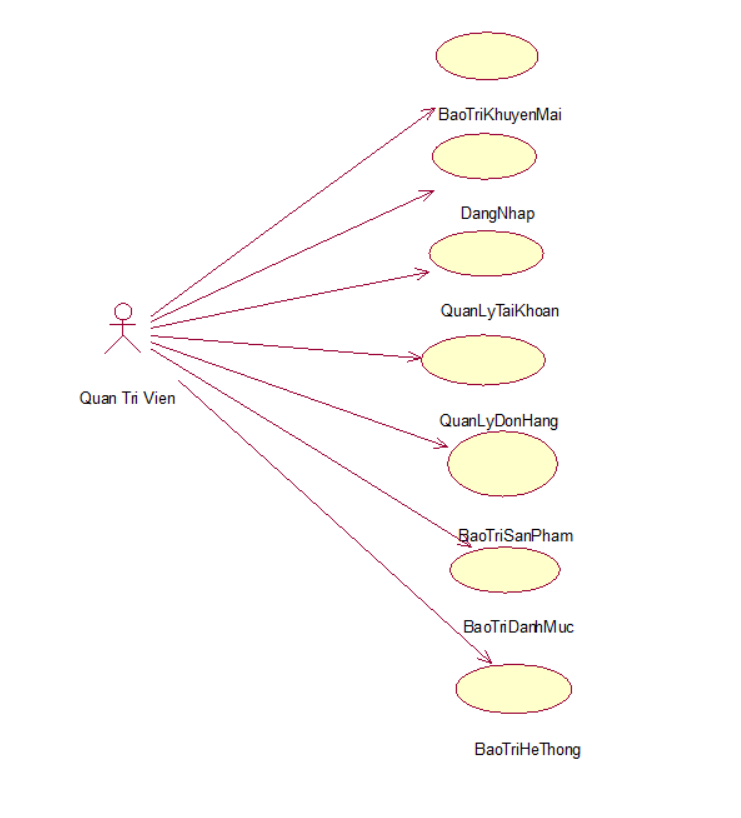 BaoTriKhuyenMai
DangNhap
QuanLyTaiKhoan
Quan Tri Vien
QuanLyDonHang
BaoTriSanPham
BaoTriDanhMuc
BaoTriHeThong